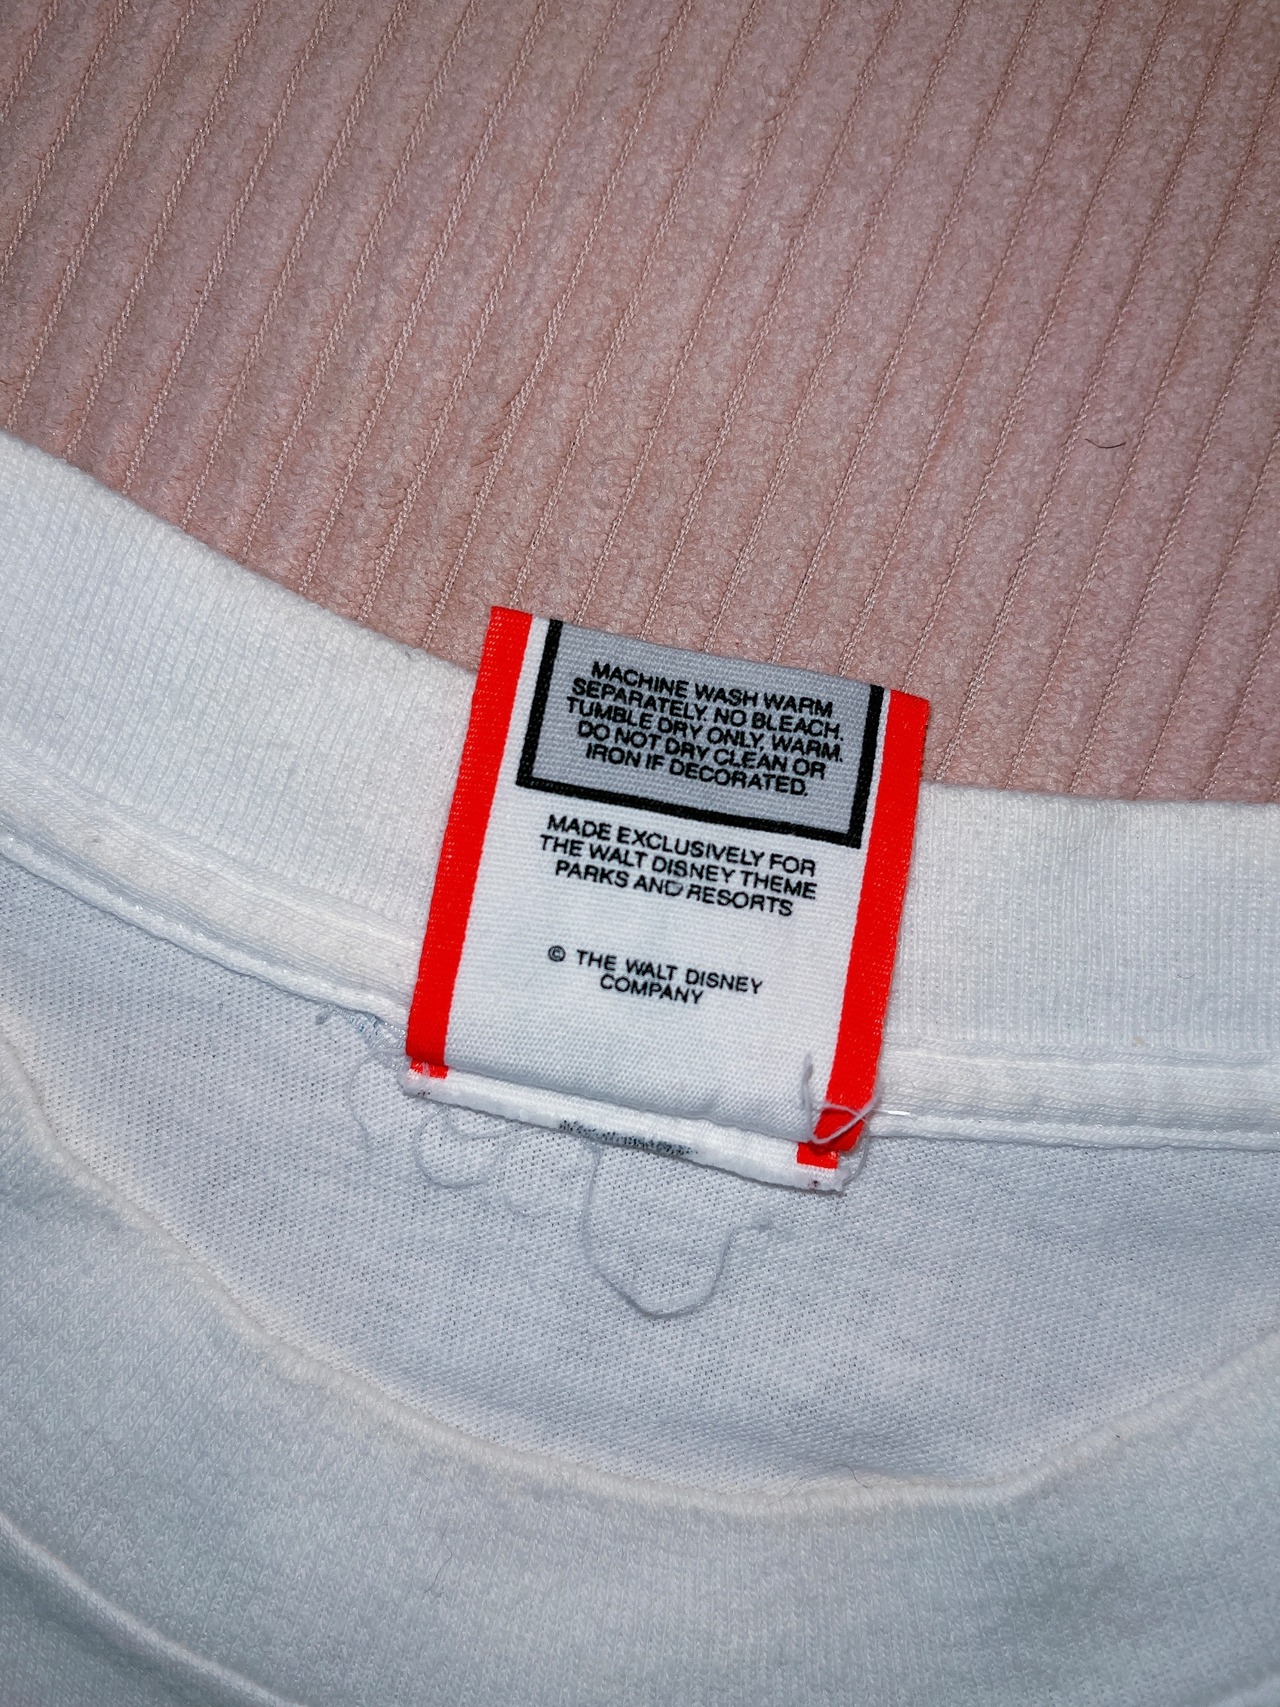 MACHINE WASH WARM
SEPARATELY. NO BLEACH.
TUMBLE DRY ONLY, WARM.
DO NOT DRY CLEAN OR
IRON IF DECORATED.
MADE EXCLUSIVELY FOR
THE WALT DISNEY THEME
PARKS AND RESORTS
© THE WALT DISNEY
COMPANY